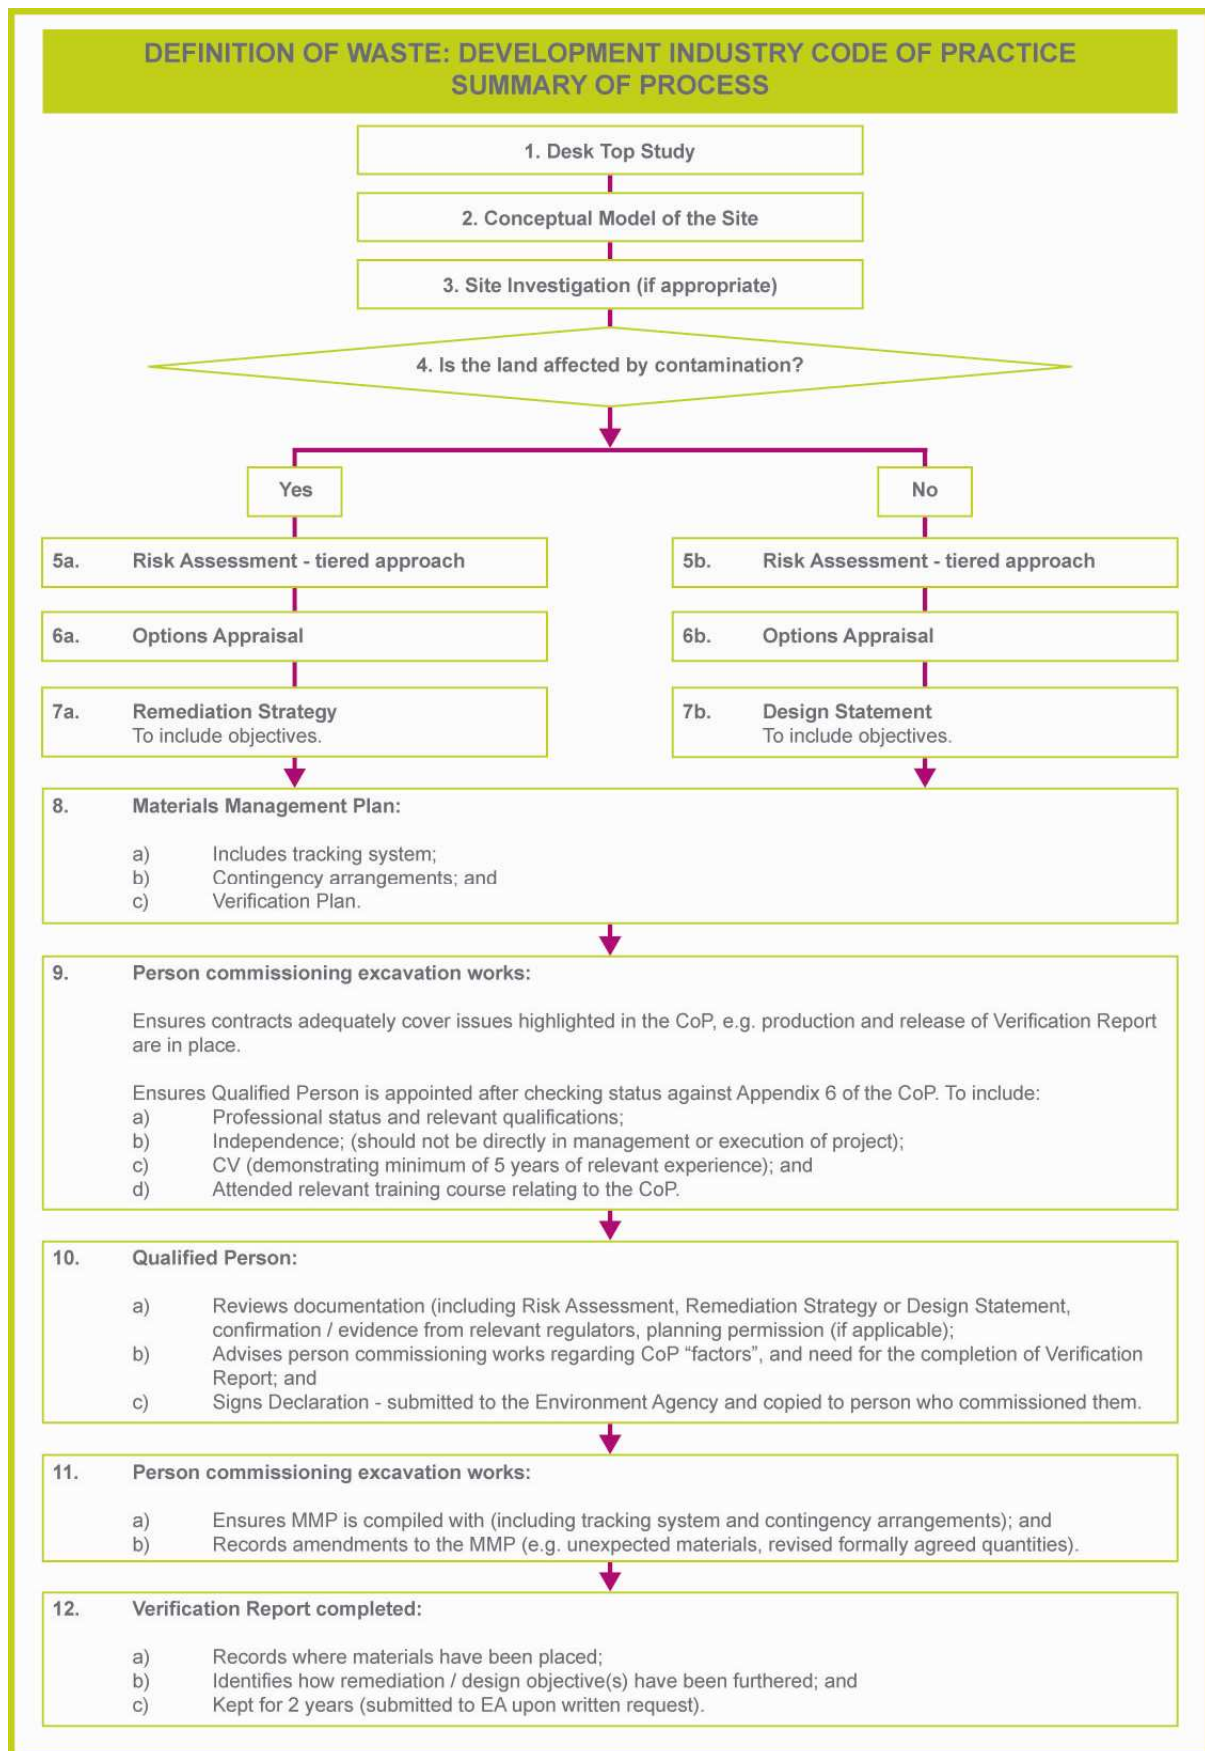 DEFINITION OF WASTE: DEVELOPMENT INDUSTRY CODE OF PRACTICE
SUMMARY OF PROCESS
1. Desk Top Study
2. Conceptual Model of the Site
3. Site Investigation (if appropriate)
4. Is the land affected by contamination?
Yes
No
5a. Risk Assessment - tiered approach
5b. Risk Assessment - tiered approach
6a. Options Appraisal
6b. Options Appraisal
7a. Remediation Strategy
To include objectives.
7b. Design Statement
To include objectives.
8. Materials Management Plan:
a) Includes tracking system;
b) Contingency arrangements; and
c) Verification Plan.
9. Person commissioning excavation works:
Ensures contracts adequately cover issues highlighted in the CoP, e.g. production and release of Verification Report
are in place.
Ensures Qualified Person is appointed after checking status against Appendix 6 of the CoP. To include:
a) Professional status and relevant qualifications;
b) Independence; (should not be directly in management or execution of project);
c) CV (demonstrating minimum of 5 years of relevant experience); and
d) Attended relevant training course relating to the CoP.
10. Qualified Person:
a) Reviews documentation (including Risk Assessment, Remediation Strategy or Design Statement,
confirmation / evidence from relevant regulators, planning permission (if applicable);
b) Advises person commissioning works regarding CoP “factors”, and need for the completion of Verification
Report; and
c) Signs Declaration - submitted to the Environment Agency and copied to person who commissioned them.
11. Person commissioning excavation works:
a) Ensures MMP is compiled with (including tracking system and contingency arrangements); and
b) Records amendments to the MMP (e.g. unexpected materials, revised formally agreed quantities).
12. Verification Report completed:
a) Records where materials have been placed;
b) Identifies how remediation / design objective(s) have been furthered; and
c) Kept for 2 years (submitted to EA upon written request).